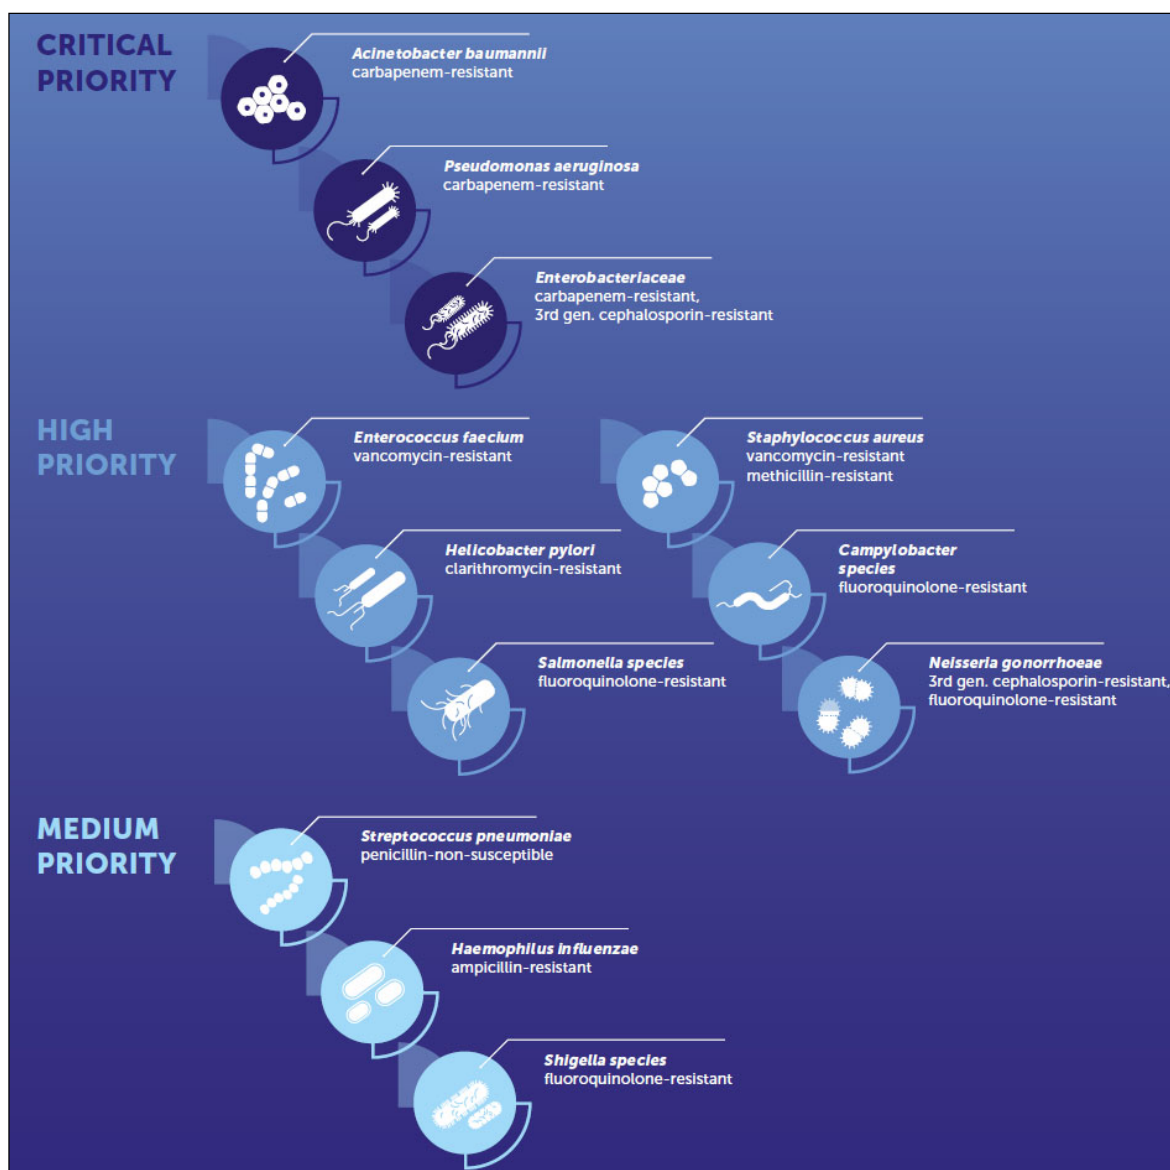 CRITICAL
PRIORITY
Acinetobacter baumannii
carbapenem-resistant
Pseudomonas aeruginosa
carbapenem-resistant
Enterobacteriaceae
carbapenem-resistant,
3rd gen. cephalosporin-resistant
HIGH
PRIORITY
Enterococcus faecium
vancomycin-resistant
Staphylococcus aureus
vancomycin-resistant
methicillin-resistant
Helicobacter pylori
clarithromycin-resistant
Campylobacter
species
fluoroquinolone-resistant
Salmonella species
fluoroquinolone-resistant
Neisseria gonorrhoeae
3rd gen. cephalosporin-resistant,
fluoroquinolone-resistant
MEDIUM
PRIORITY
Streptococcus pneumoniae
penicillin-non-susceptible
Haemophilus influenzae
ampicillin-resistant
Shigella species
fluoroquinolone-resistant